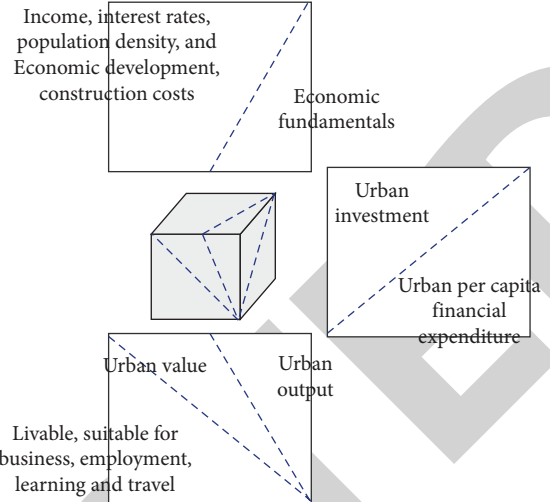 Income, interest rates,
population density, and
Economic development,
construction costs
Economic
fundamentals
Urban
investment
Urban per capita
financial
expenditure
Urban value
Urban
output
Livable, suitable for
business, employment,
learning and travel